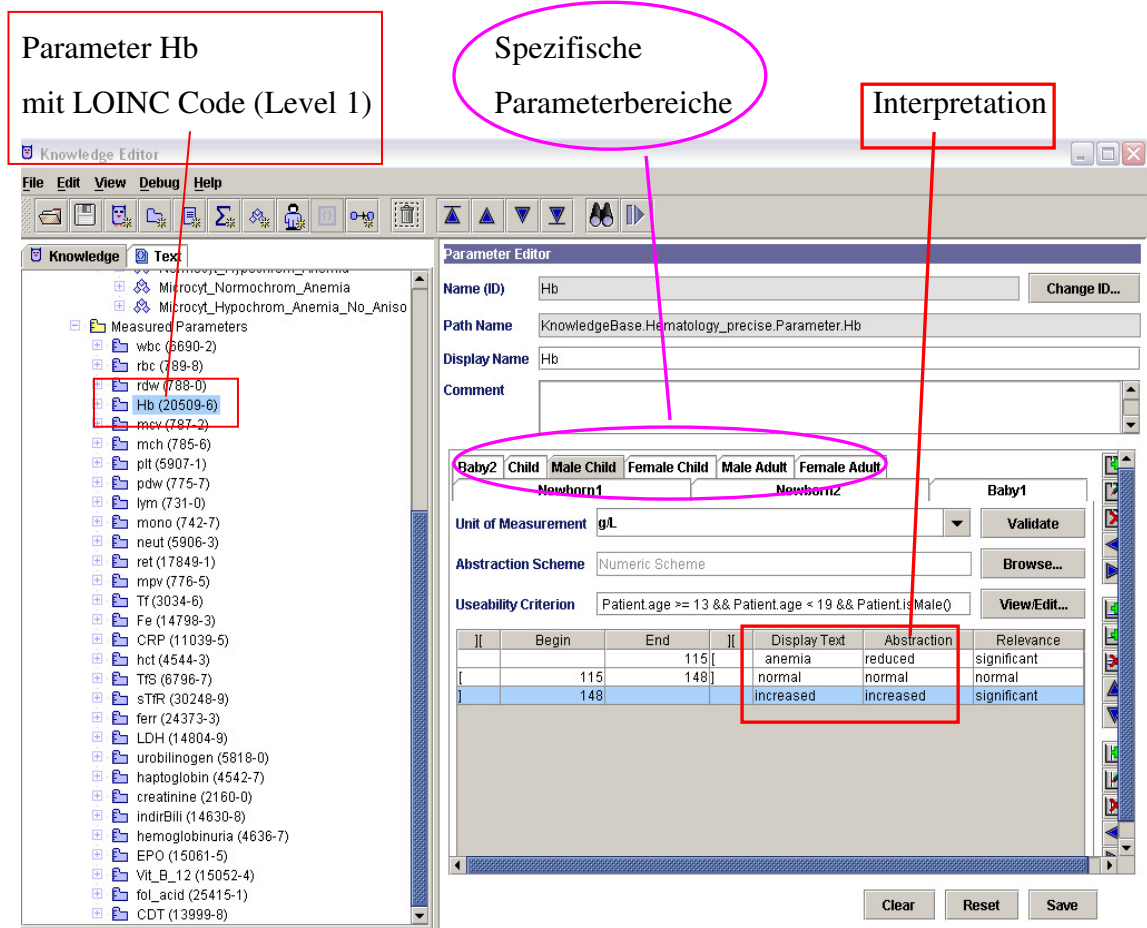 Parameter Hb
mit LOINC Code (Level 1)
Spezifische
Parameterbereiche
Interpretation
Knowledge Editor
File Edit View Debug Help
Knowledge Text
Normocyt_Hypochrom_Anemia
Microcyt_Normochrom_Anemia
Microcyt_Hypochrom_Anemia_No_Aniso
Measured Parameters
wbc (6690-2)
rbc (789-8)
rdw (788-0)
Hb (20509-6)
mcv (787-2)
mch (785-6)
plt (5907-1)
pdw (775-7)
lym (731-0)
mono (742-7)
neut (5906-3)
ret (17849-1)
mpv (776-5)
Tf (3034-6)
Fe (14798-3)
CRP (11039-5)
hct (4544-3)
TfS (6796-7)
sTfR (30248-9)
ferr (24373-3)
LDH (14804-9)
urobilinogen (5818-0)
haptoglobin (4542-7)
creatinine (2160-0)
indirBili (14630-8)
hemoglobinuria (4636-7)
EPO (15061-5)
Vit_B_12 (15052-4)
fol_acid (25415-1)
CDT (13999-8)
Parameter Editor
Name (ID) Hb Change ID...
Path Name KnowledgeBase.Hematology_precise.Parameter.Hb
Display Name Hb
Comment
Baby2 Child Male Child Female Child Male Adult Female Adult
Newborn1 Newborn2 Baby1
Unit of Measurement g/L Validate
Abstraction Scheme Numeric Scheme Browse...
Useability Criterion Patient.age >= 13 && Patient.age < 19 && Patient.isMale() View/Edit...
][ Begin End ][ Display Text Abstraction Relevance
115 [ anemia reduced significant
[ 115 148 ] normal normal normal
] 148 increased increased significant
Clear Reset Save